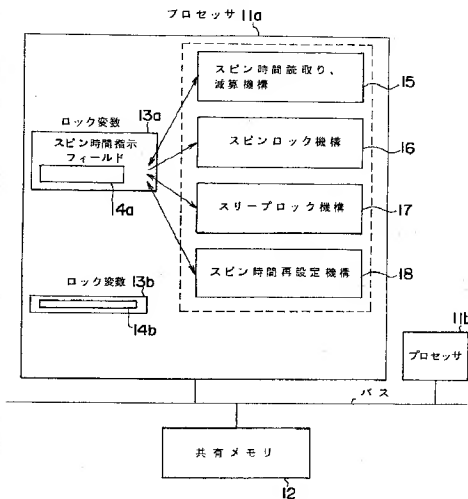 プロセッサ 11a
スピン時間読取り、
減算機構
15
ロック変数 13a
スピン時間指示
フィールド
14a
スピンロック機構
16
スリープロック機構
17
スピン時間再設定機構
18
ロック変数 13b
14b
11b
プロセッサ
バス
共有メモリ
12